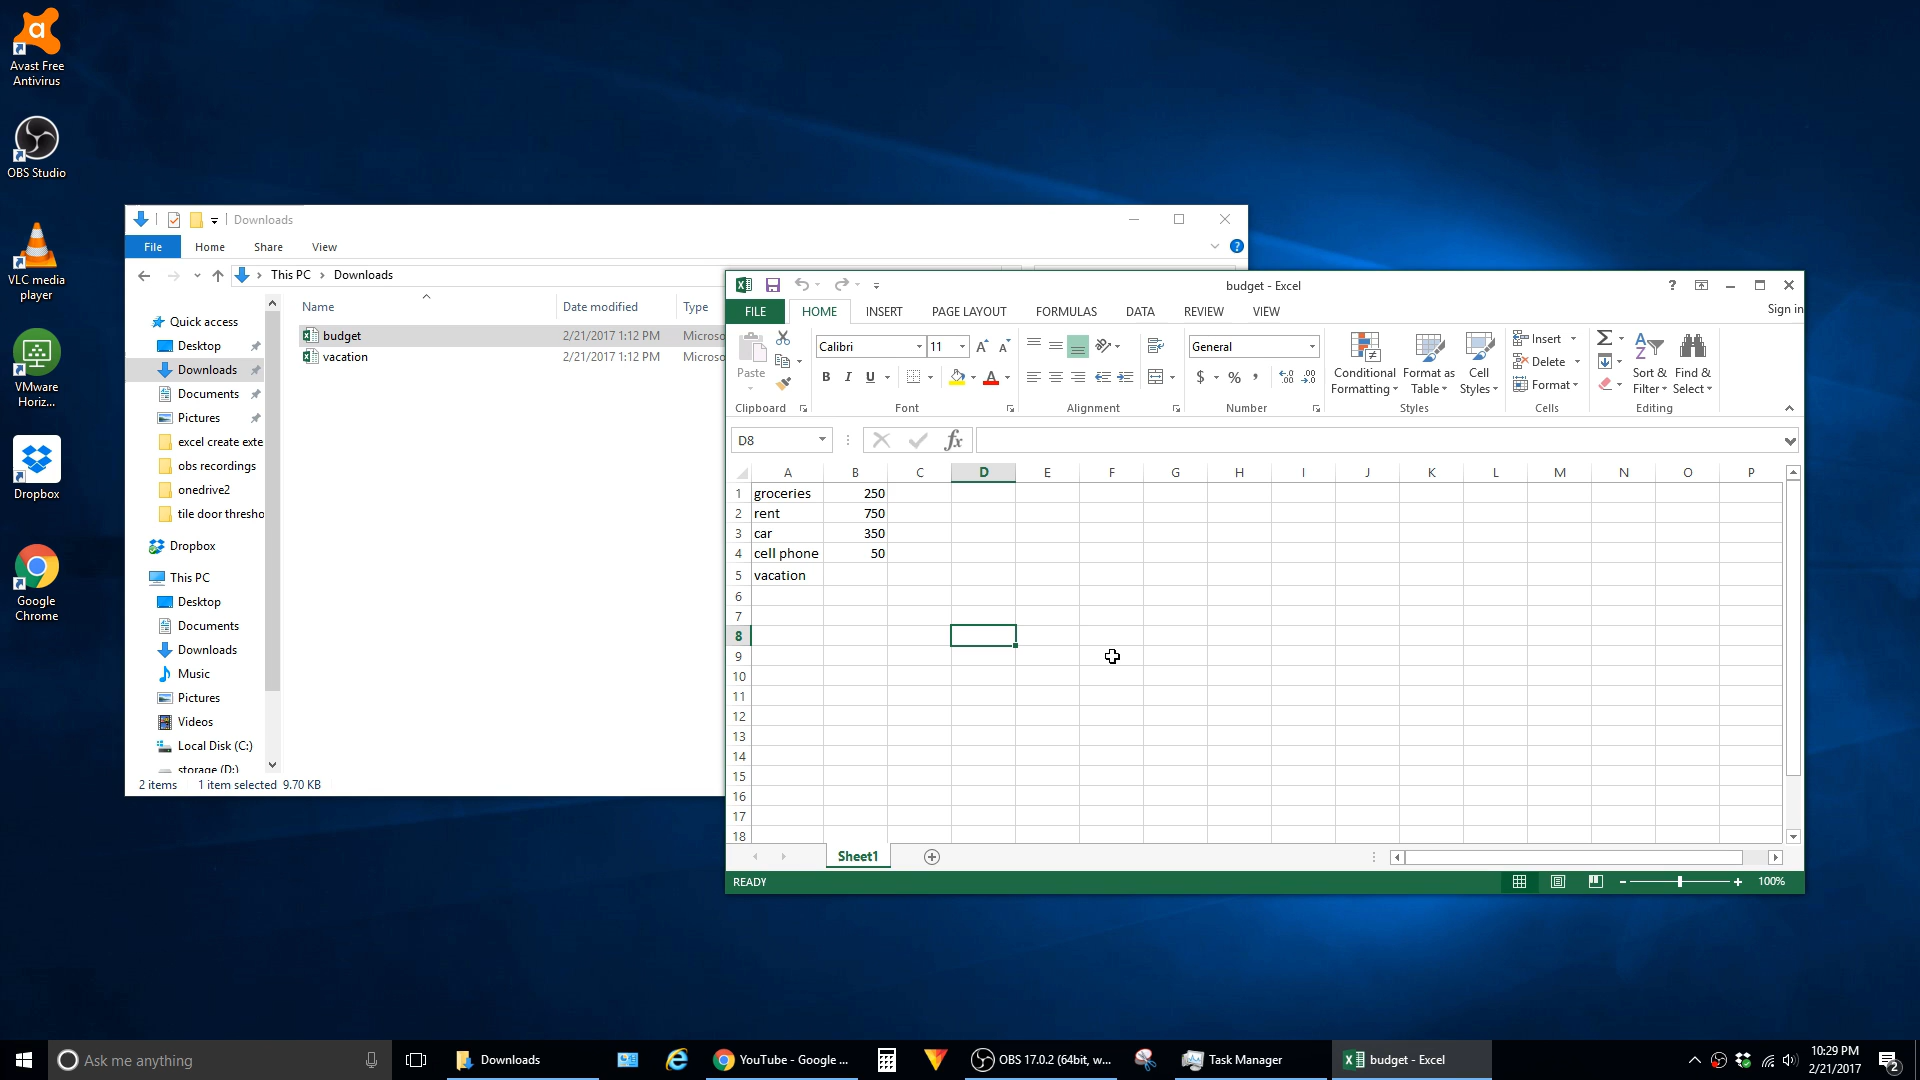 Avast Free
Antivirus
OBS Studio
VLC media
player
VMware
Horiz...
Dropbox
Google
Chrome
Downloads
File
Home
Share
View
This PC
Downloads
Name
Date modified
Type
budget
2/21/2017 1:12 PM
Microso
vacation
2/21/2017 1:12 PM
Microso
Quick access
Desktop
Downloads
Documents
Pictures
excel create exte
obs recordings
onedrive2
tile door thresho
Dropbox
This PC
Desktop
Documents
Downloads
Music
Pictures
Videos
Local Disk (C:)
storage (D:)
2 items
1 item selected 9.70 KB
budget - Excel
FILE
HOME
INSERT
PAGE LAYOUT
FORMULAS
DATA
REVIEW
VIEW
Sign in
Paste
Clipboard
Calibri
11
B I U
Font
Alignment
General
$ % ,
Number
Conditional
Formatting
Format as
Table
Cell
Styles
Styles
Insert
Delete
Format
Cells
Sort &
Filter
Find &
Select
Editing
D8
fx
A B C D E F G H I J K L M N O P
1 groceries 250
2 rent 750
3 car 350
4 cell phone 50
5 vacation
6
7
8
9
10
11
12
13
14
15
16
17
18
Sheet1
READY
100%
Ask me anything
Downloads
YouTube - Google ...
OBS 17.0.2 (64bit, w...
Task Manager
budget - Excel
10:29 PM
2/21/2017
2